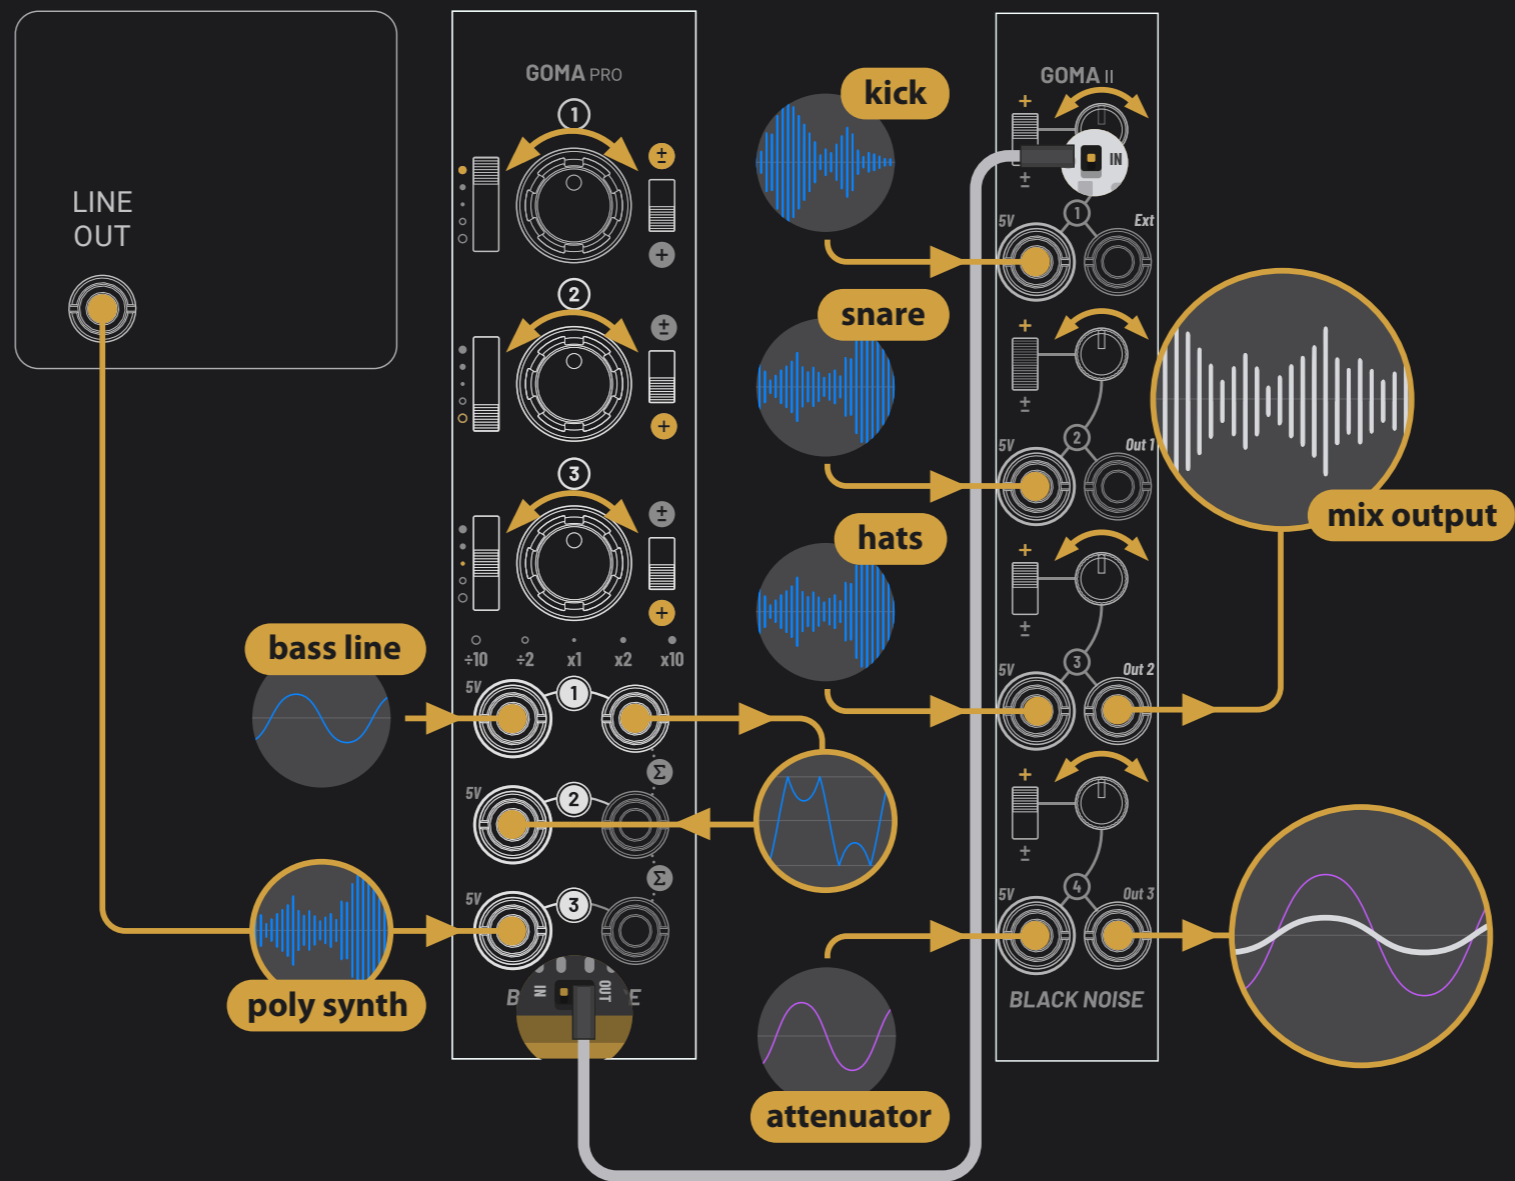 LINE
OUT
GOMA PRO
1
±
+
2
±
+
3
±
+
÷10 ÷2 x1 x2 x10
bass line
5V 1
Σ
5V 2
Σ
5V 3
poly synth
IN OUT
B E
kick
snare
hats
attenuator
GOMA II
+
IN
±
1
5V Ext
+
±
2
5V Out 1
+
±
3
5V Out 2
+
±
4
5V Out 3
BLACK NOISE
mix output